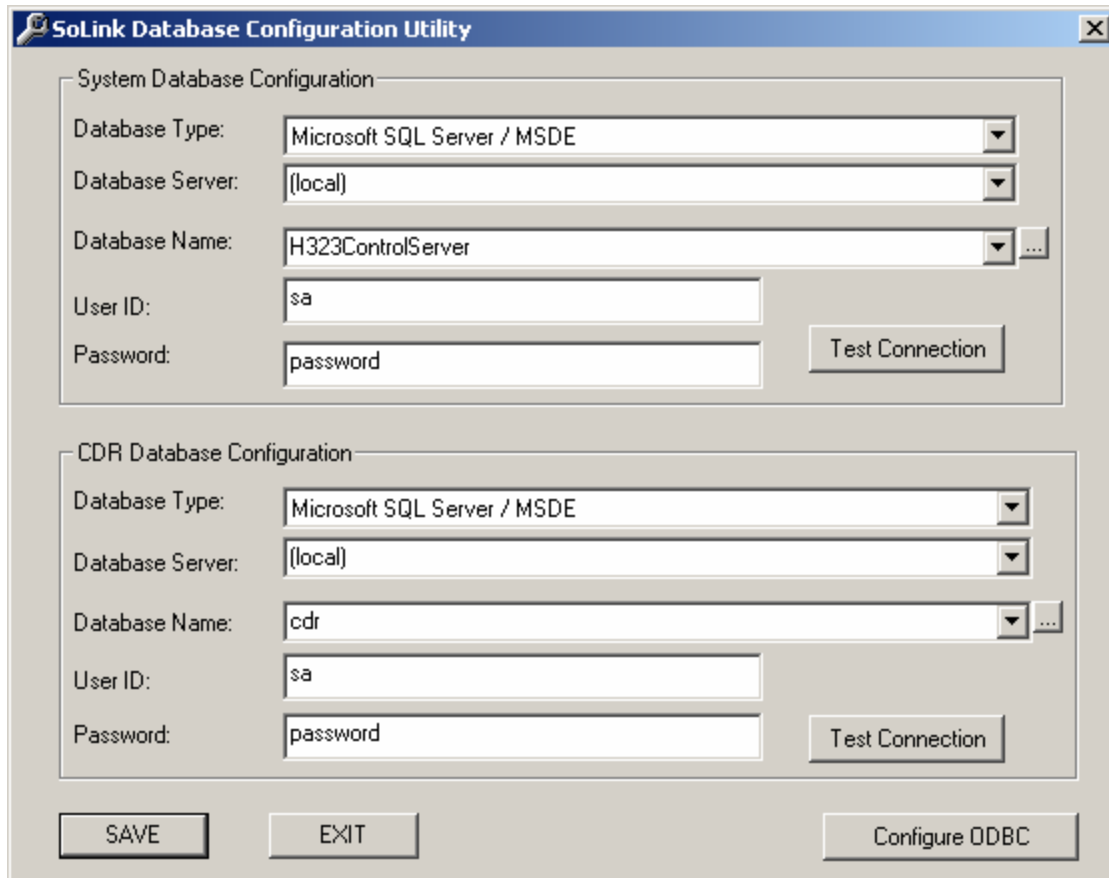 SoLink Database Configuration Utility
System Database Configuration
Database Type: Microsoft SQL Server / MSDE
Database Server: (local)
Database Name: H323ControlServer ...
User ID: sa
Password: password
Test Connection
CDR Database Configuration
Database Type: Microsoft SQL Server / MSDE
Database Server: (local)
Database Name: cdr ...
User ID: sa
Password: password Test Connection
SAVE EXIT Configure ODBC